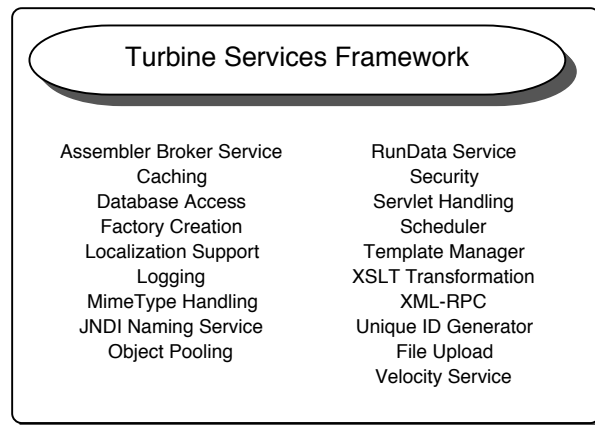 Turbine Services Framework
Assembler Broker Service
Caching
Database Access
Factory Creation
Localization Support
Logging
MimeType Handling
JNDI Naming Service
Object Pooling
RunData Service
Security
Servlet Handling
Scheduler
Template Manager
XSLT Transformation
XML-RPC
Unique ID Generator
File Upload
Velocity Service